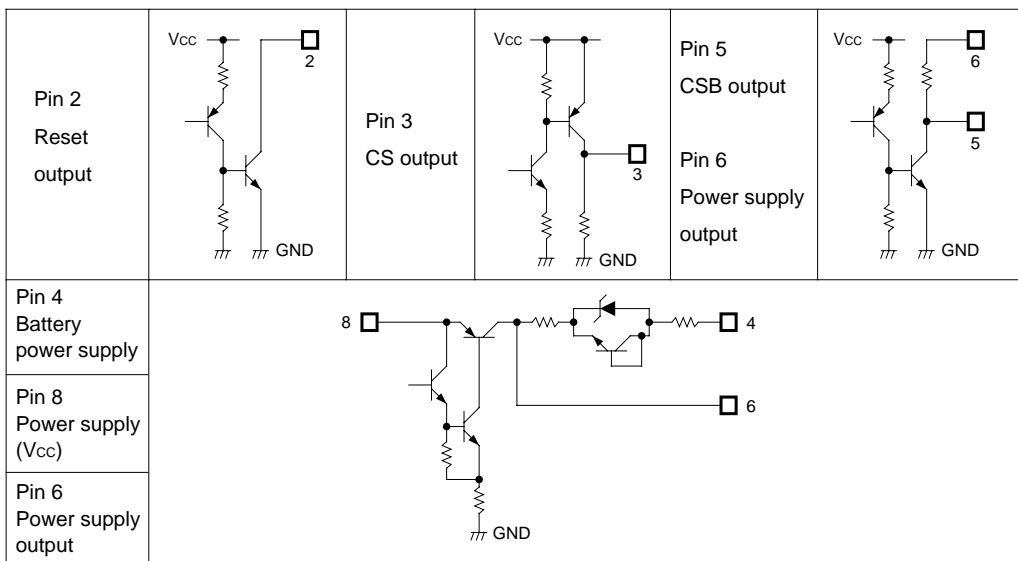 Pin 2
Reset
output
Vcc
2
GND
Pin 3
CS output
Vcc
3
GND
Pin 5
CSB output
Pin 6
Power supply
output
Vcc
6
5
GND
Pin 4
Battery
power supply
Pin 8
Power supply
(Vcc)
Pin 6
Power supply
output
8
4
6
GND